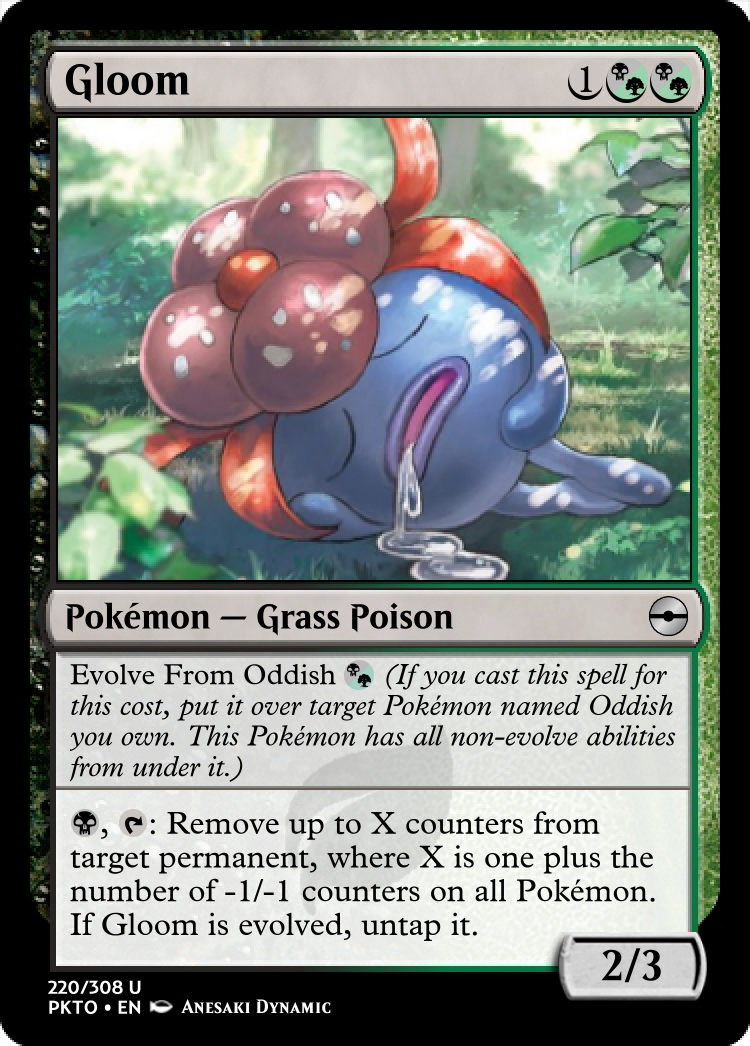 Gloom 1
Pokémon — Grass Poison
Evolve From Oddish (If you cast this spell for
this cost, put it over target Pokémon named Oddish
you own. This Pokémon has all non-evolve abilities
from under it.)
, : Remove up to X counters from
target permanent, where X is one plus the
number of -1/-1 counters on all Pokémon.
If Gloom is evolved, untap it.
2/3
220/308 U
PKTO • EN Anesaki Dynamic